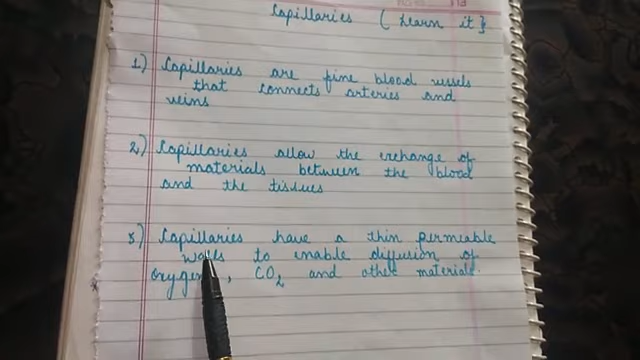 Capillaries ( Learn it }
1.) Capillaries are fine blood vessels
that connects arteries and
veins
2.) Capillaries allow the exchange of
materials between the blood
and the tissues
3.) Capillaries have a thin permeable
walls to enable diffusion of
oxygen, CO2 and other materials.